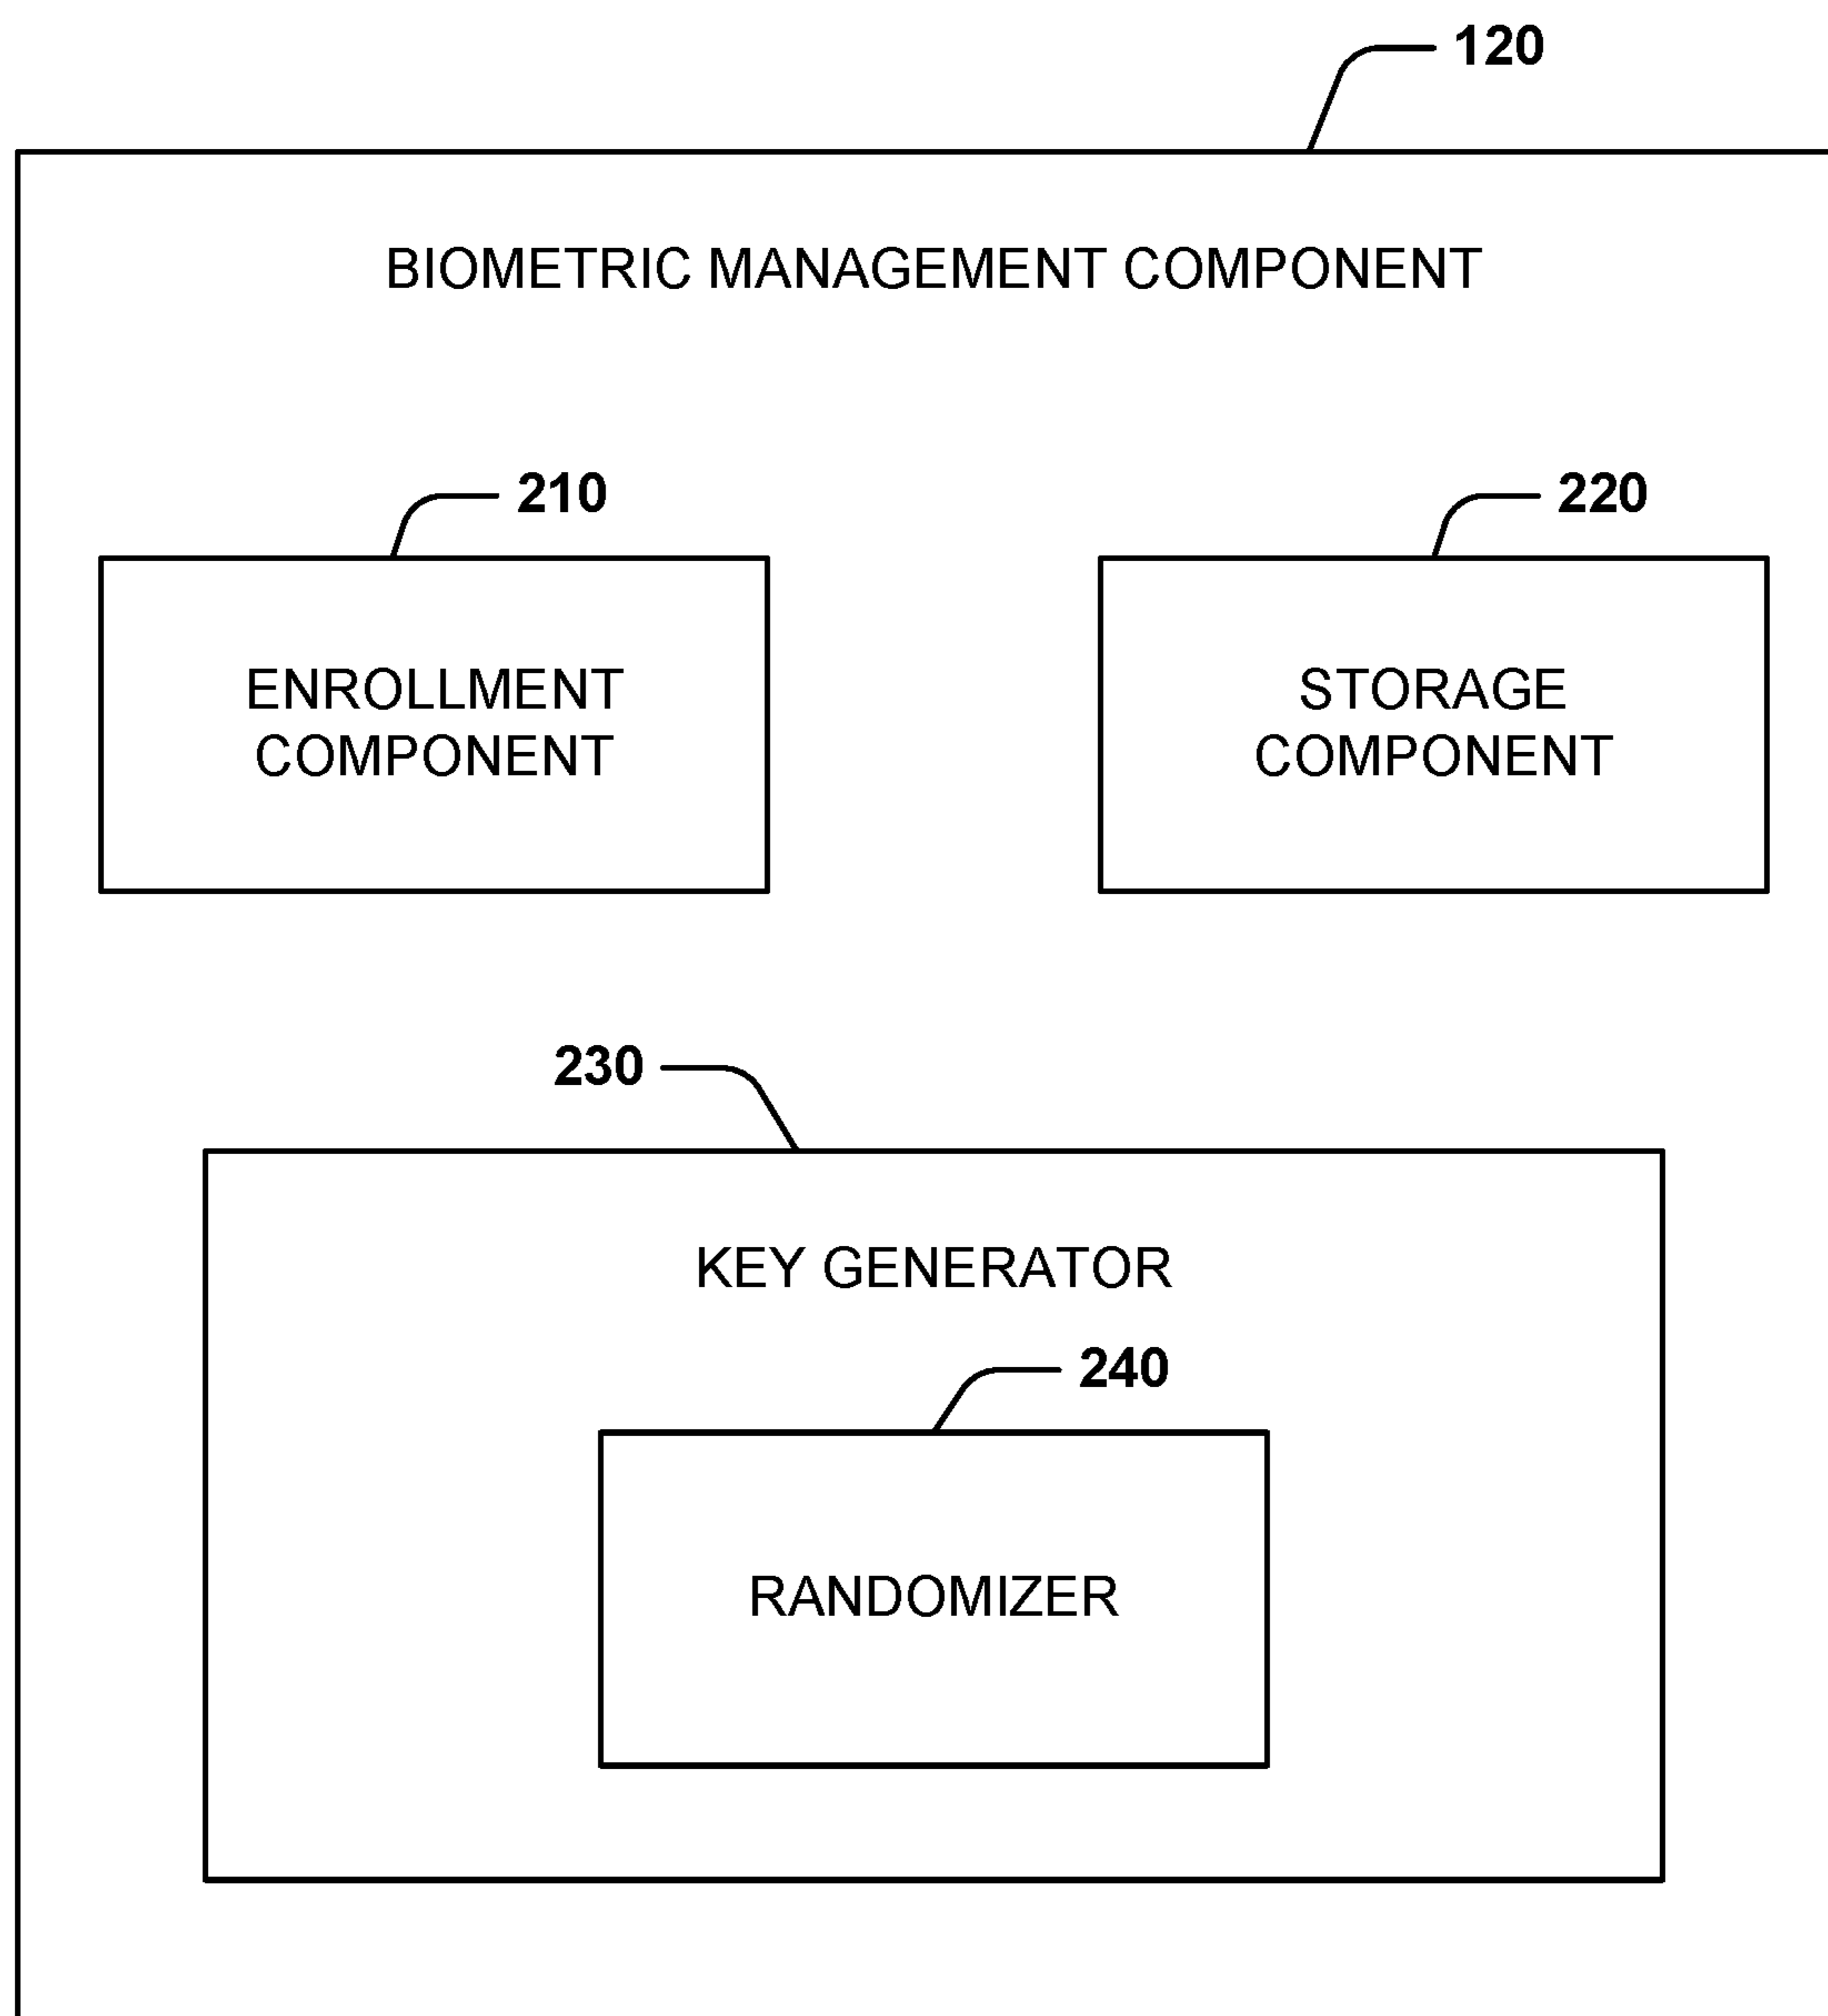 120
BIOMETRIC MANAGEMENT COMPONENT
210
220
ENROLLMENT
COMPONENT
STORAGE
COMPONENT
230
KEY GENERATOR
240
RANDOMIZER